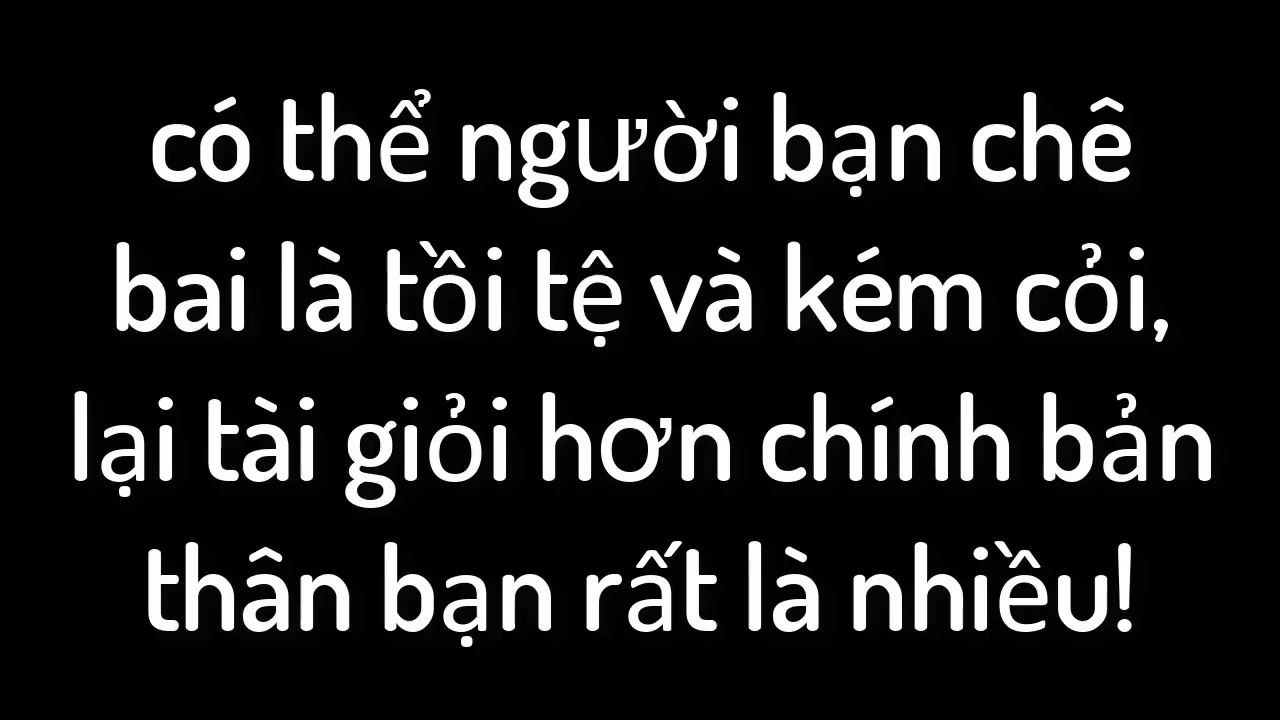 có thể người bạn chê
bai là tồi tệ và kém cỏi,
lại tài giỏi hơn chính bản
thân bạn rất là nhiều!